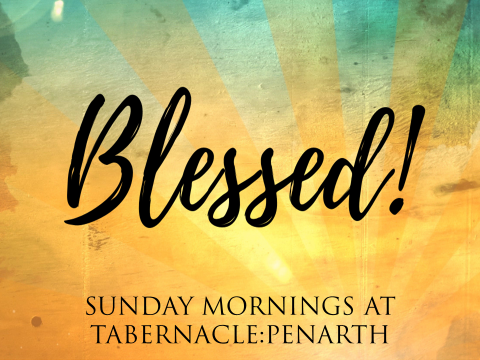 Blessed!
SUNDAY MORNINGS AT
TABERNACLE:PENARTH